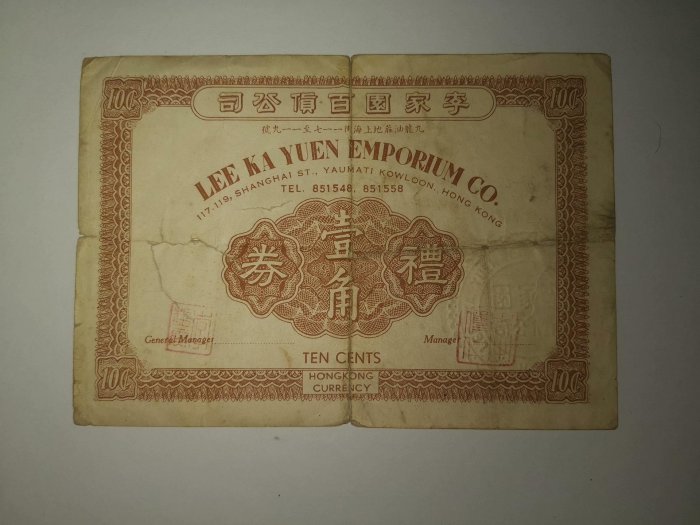 10¢ 10¢
司公貨百園家李
九龍油蔴地上海街一一七至一一九號
LEE KA YUEN EMPORIUM CO.
117-119, SHANGHAI ST., YAUMATI KOWLOON., HONG KONG
TEL. 851548, 851558
券 壹角 禮
General Manager Manager
TEN CENTS
10¢ HONGKONG 10¢
CURRENCY